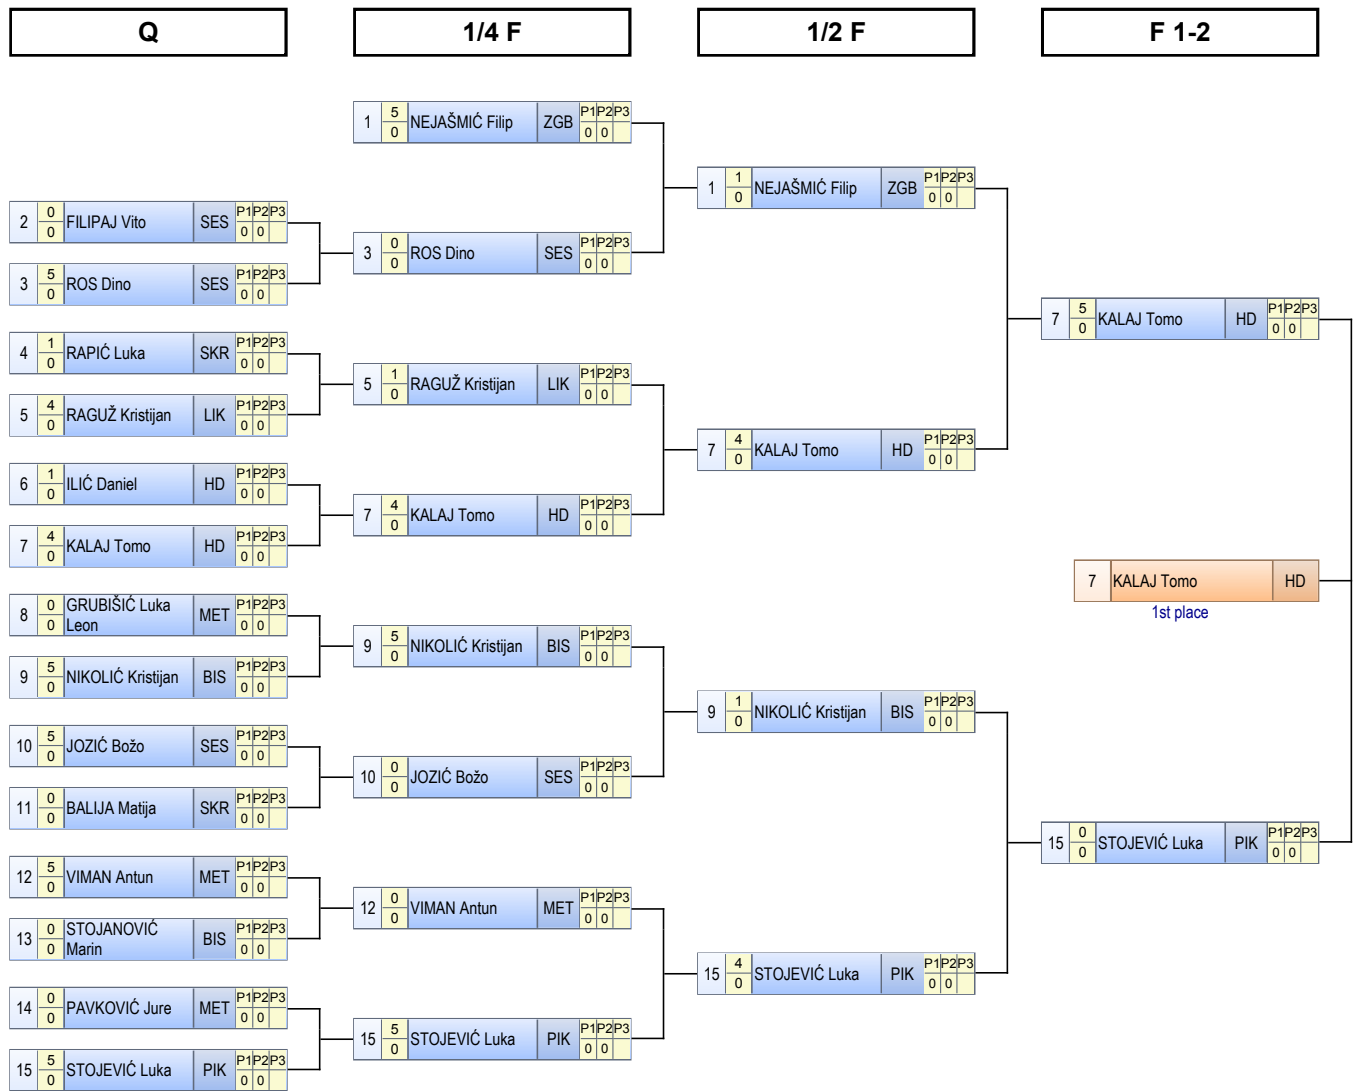 Q
1/4 F
1/2 F
F 1-2
1 5 0 NEJAŠMIĆ Filip ZGB P1 P2 P3 0 0
1 1 0 NEJAŠMIĆ Filip ZGB P1 P2 P3 0 0
2 0 0 FILIPAJ Vito SES P1 P2 P3 0 0
3 0 0 ROS Dino SES P1 P2 P3 0 0
3 5 0 ROS Dino SES P1 P2 P3 0 0
7 5 0 KALAJ Tomo HD P1 P2 P3 0 0
4 1 0 RAPIĆ Luka SKR P1 P2 P3 0 0
5 1 0 RAGUŽ Kristijan LIK P1 P2 P3 0 0
5 4 0 RAGUŽ Kristijan LIK P1 P2 P3 0 0
7 4 0 KALAJ Tomo HD P1 P2 P3 0 0
6 1 0 ILIĆ Daniel HD P1 P2 P3 0 0
7 4 0 KALAJ Tomo HD P1 P2 P3 0 0
7 4 0 KALAJ Tomo HD P1 P2 P3 0 0
7 KALAJ Tomo HD
1st place
8 0 0 GRUBIŠIĆ Luka
Leon MET P1 P2 P3 0 0
9 5 0 NIKOLIĆ Kristijan BIS P1 P2 P3 0 0
9 5 0 NIKOLIĆ Kristijan BIS P1 P2 P3 0 0
9 1 0 NIKOLIĆ Kristijan BIS P1 P2 P3 0 0
10 5 0 JOZIĆ Božo SES P1 P2 P3 0 0
10 0 0 JOZIĆ Božo SES P1 P2 P3 0 0
11 0 0 BALIJA Matija SKR P1 P2 P3 0 0
15 0 0 STOJEVIĆ Luka PIK P1 P2 P3 0 0
12 5 0 VIMAN Antun MET P1 P2 P3 0 0
12 0 0 VIMAN Antun MET P1 P2 P3 0 0
13 0 0 STOJANOVIĆ
Marin BIS P1 P2 P3 0 0
15 4 0 STOJEVIĆ Luka PIK P1 P2 P3 0 0
14 0 0 PAVKOVIĆ Jure MET P1 P2 P3 0 0
15 5 0 STOJEVIĆ Luka PIK P1 P2 P3 0 0
15 5 0 STOJEVIĆ Luka PIK P1 P2 P3 0 0